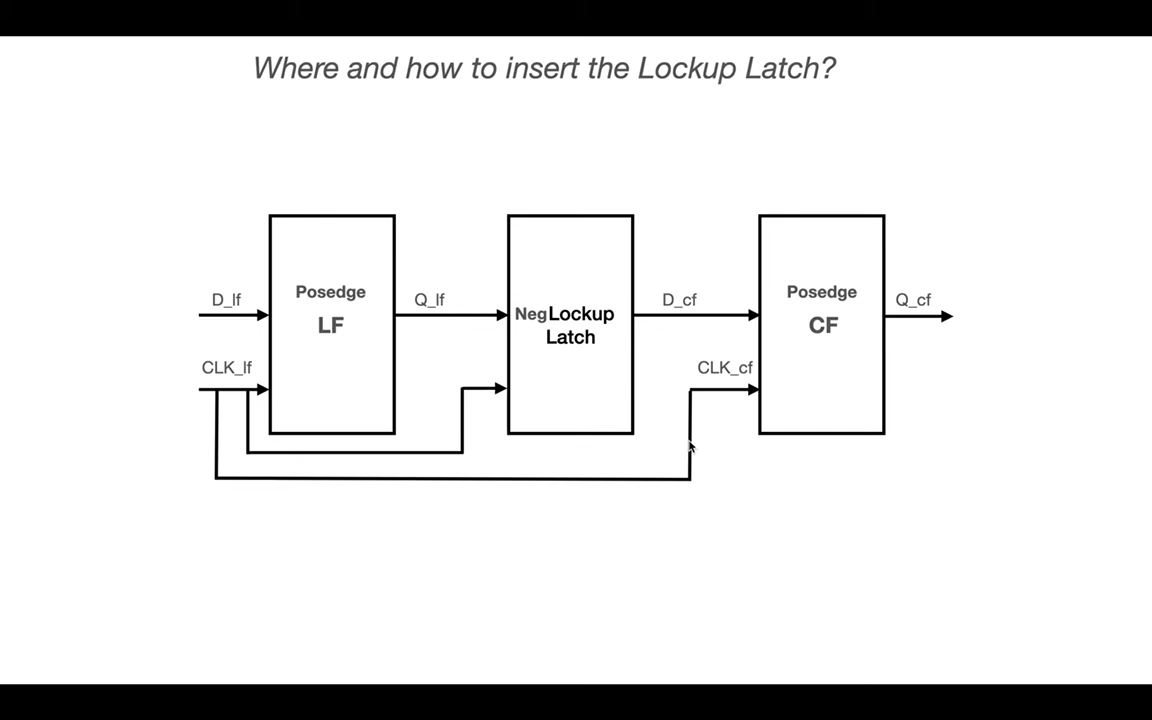 Where and how to insert the Lockup Latch?
D_lf
Posedge
LF
CLK_lf
Q_lf
Neg Lockup
Latch
D_cf
CLK_cf
Posedge
CF
Q_cf